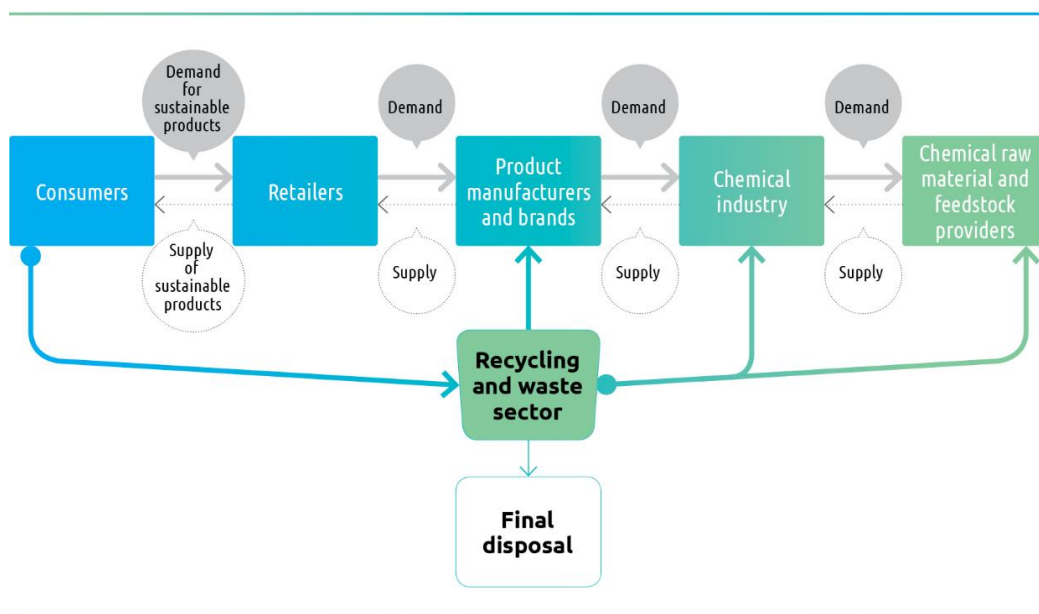 Demand
for
sustainable
products
Demand
Demand
Demand
Consumers
Retailers
Product
manufacturers
and brands
Chemical
industry
Chemical raw
material and
feedstock
providers
Supply
of
sustainable
products
Supply
Supply
Supply
Recycling
and waste
sector
Final
disposal